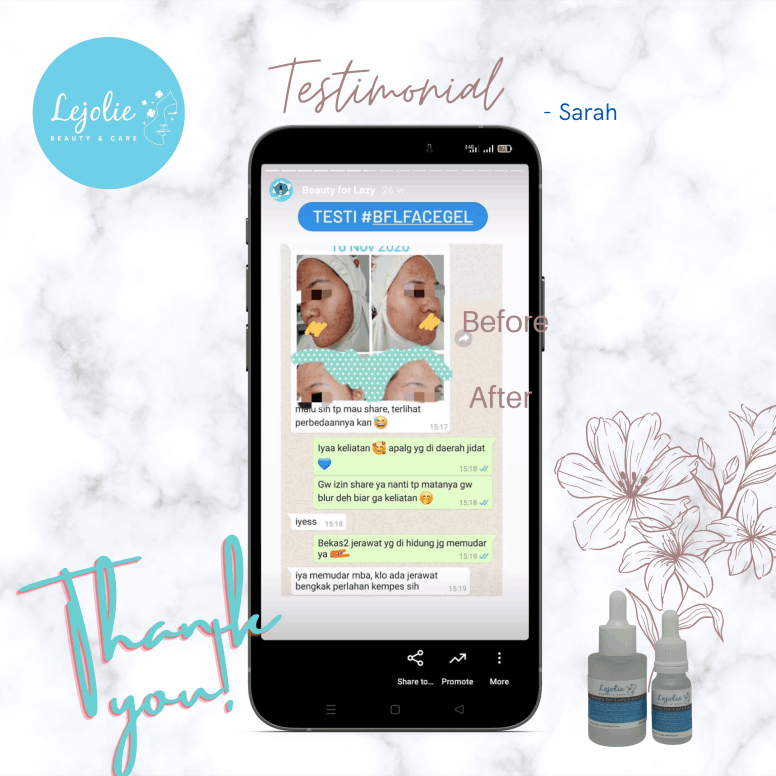 Lejolie
BEAUTY & CARE
Testimonial
- Sarah
Beauty for Lazy 26 w
TESTI #BFLFACEGEL
16 NOV 2020
Before
After
malu sih tp mau share, terlihat
perbedaannya kan 😅
15:17
Iyaa keliatan 🥰 apalg yg di daerah jidat
💙
15:18
Gw izin share ya nanti tp matanya gw
blur deh biar ga keliatan 🤭
15:18
iyess 15:18
Bekas2 jerawat yg di hidung jg memudar
ya
15:19
iya memudar mba, klo ada jerawat
bengkak perlahan kempes sih
15:19
Thank
you!
Share to... Promote More
Lejolie
Lejolie